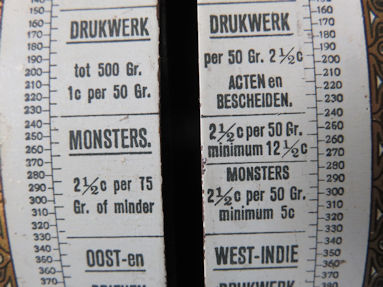 DRUKWERK
tot 500 Gr.
1c per 50 Gr.
MONSTERS.
2½c per 75
Gr. of minder
OOST-en
150
160
170
180
190
200
210
220
230
240
250
260
270
280
290
300
310
320
330
340
350
360
370
DRUKWERK
per 50 Gr. 2½c
ACTEN en
BESCHEIDEN.
2½c per 50 Gr.
minimum 12½c
MONSTERS
2½c per 50 Gr.
minimum 5c
WEST-INDIE
DRUKWERK
150
160
170
180
190
200
210
220
230
240
250
260
270
280
290
300
310
320
330
340
350
360
370
380